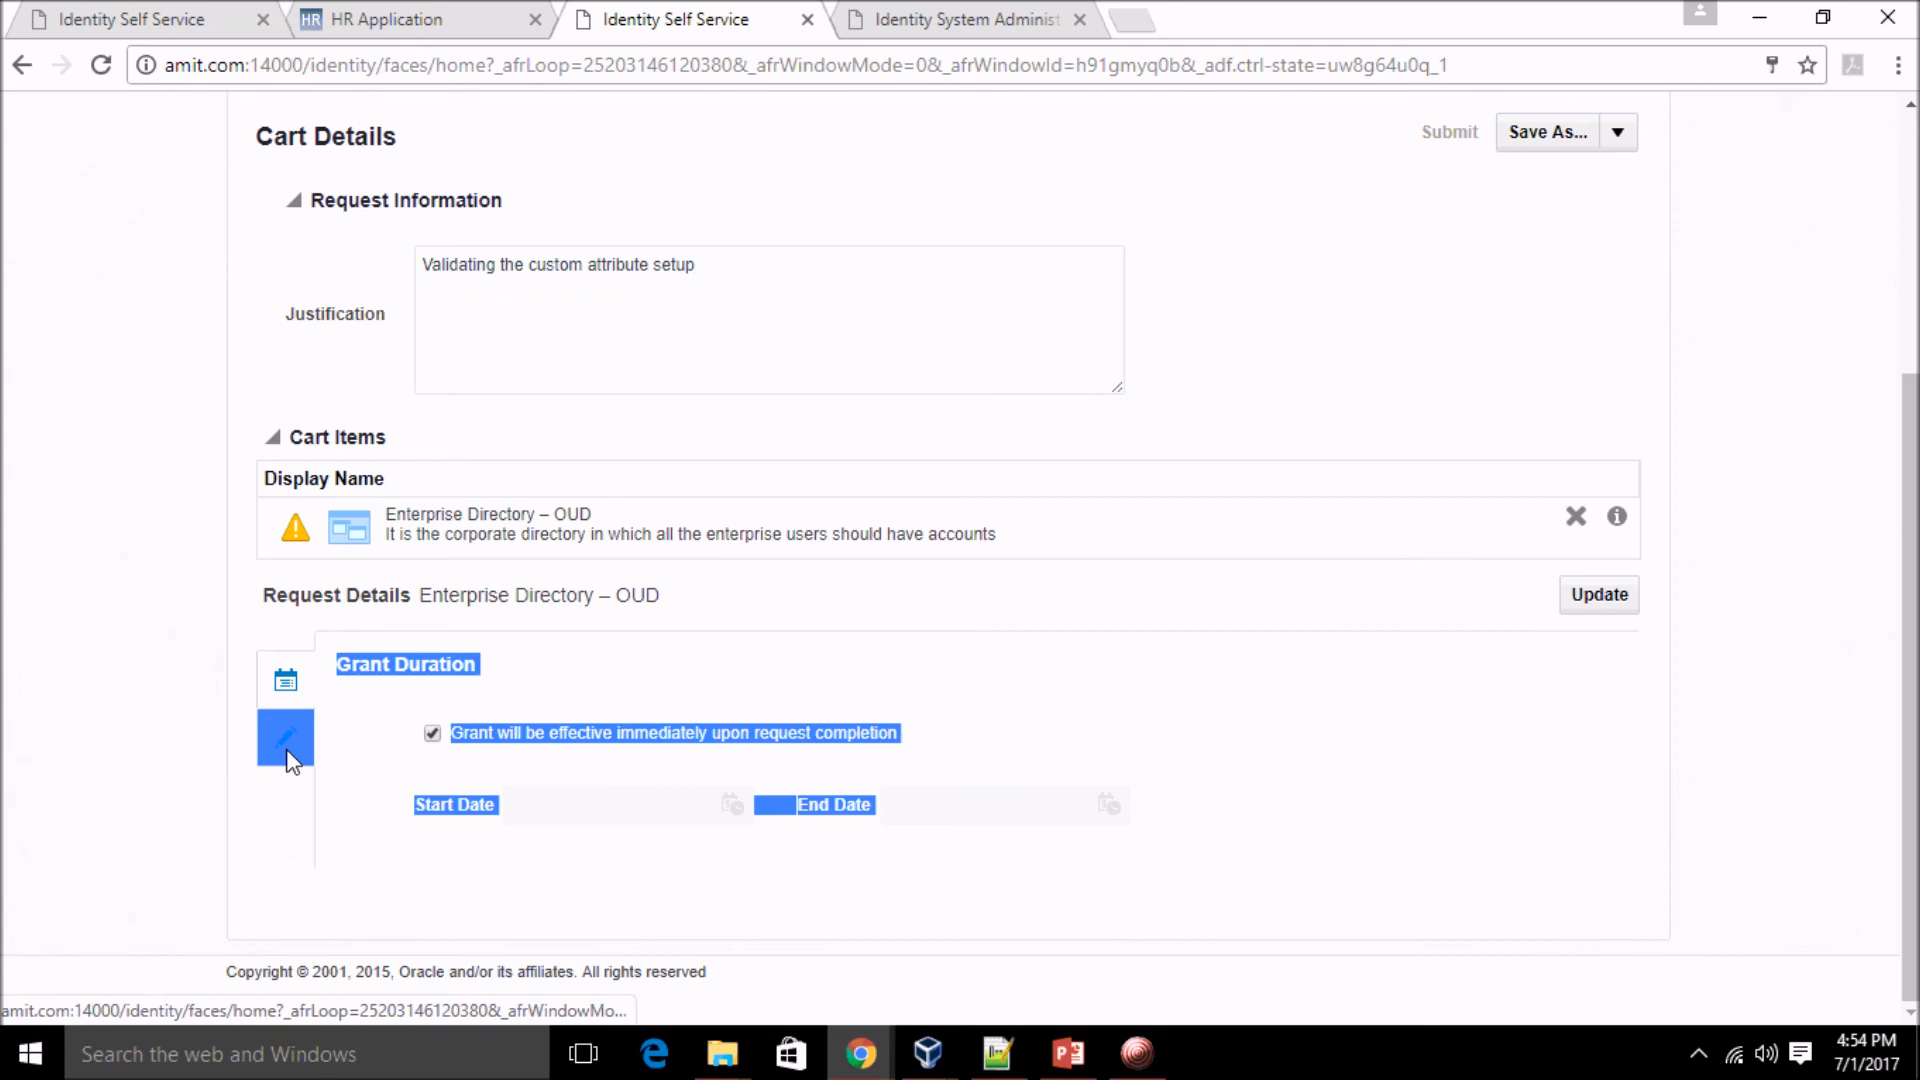 Identity Self Service
HR HR Application
Identity Self Service
Identity System Administ
amit.com:14000/identity/faces/home?_afrLoop=25203146120380&_afrWindowMode=0&_afrWindowId=h91gmyq0b&_adf.ctrl-state=uw8g64u0q_1
Cart Details
Submit
Save As...
Request Information
Justification
Validating the custom attribute setup
Cart Items
Display Name
Enterprise Directory – OUD
It is the corporate directory in which all the enterprise users should have accounts
Request Details Enterprise Directory – OUD
Update
Grant Duration
Grant will be effective immediately upon request completion
Start Date
End Date
Copyright © 2001, 2015, Oracle and/or its affiliates. All rights reserved
amit.com:14000/identity/faces/home?_afrLoop=25203146120380&_afrWindowMo...
Search the web and Windows
4:54 PM
7/1/2017